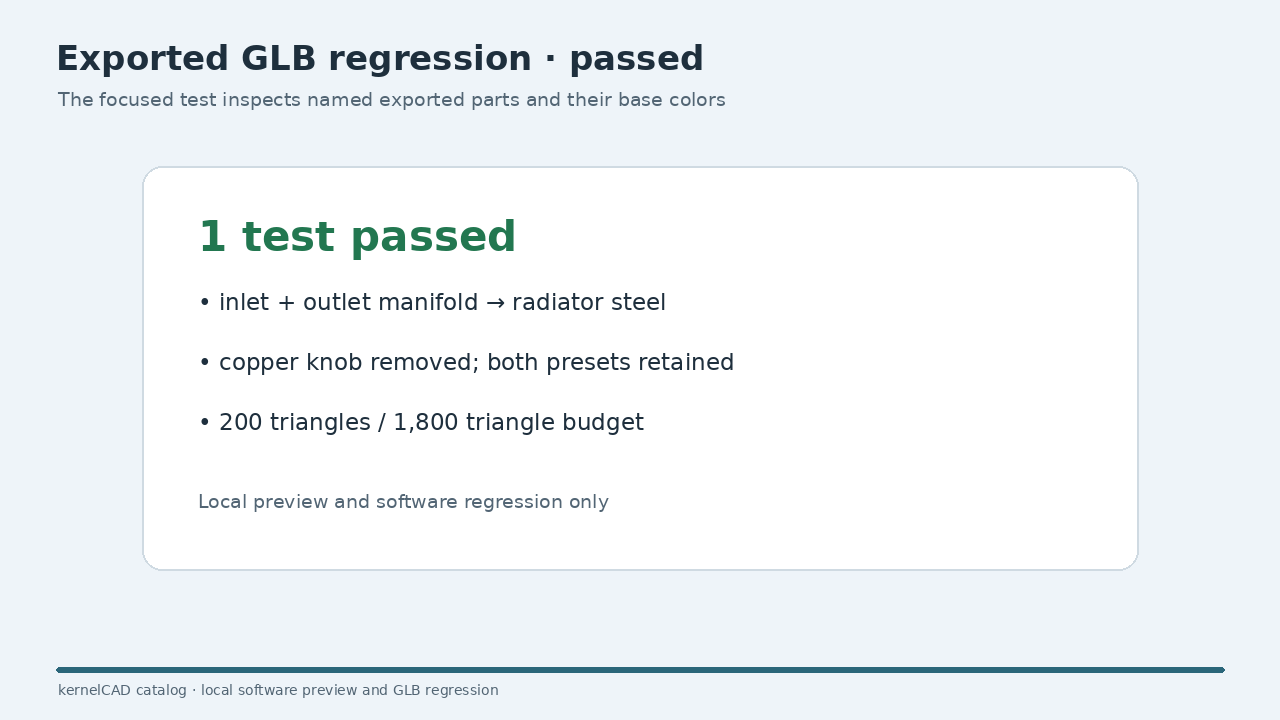 Exported GLB regression · passed
The focused test inspects named exported parts and their base colors
1 test passed
• inlet + outlet manifold → radiator steel
• copper knob removed; both presets retained
• 200 triangles / 1,800 triangle budget
Local preview and software regression only
kernelCAD catalog · local software preview and GLB regression